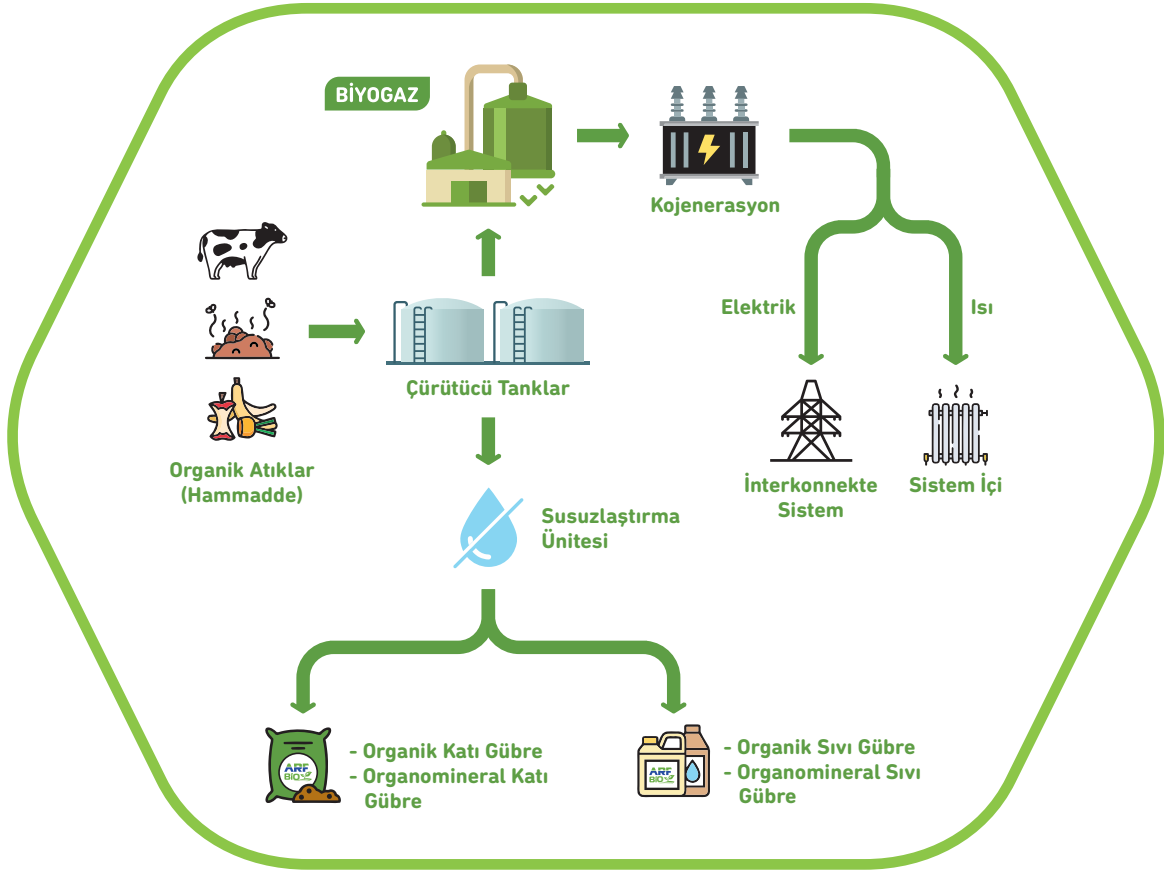 BİYOGAZ
Kojenerasyon
Elektrik
Isı
Çürütücü Tanklar
Organik Atıklar
(Hammadde)
İnterkonnekte
Sistem
Sistem İçi
Susuzlaştırma
Ünitesi
ARF
BIO
- Organik Katı Gübre
- Organomineral Katı
Gübre
ARF
BIO
- Organik Sıvı Gübre
- Organomineral Sıvı
Gübre